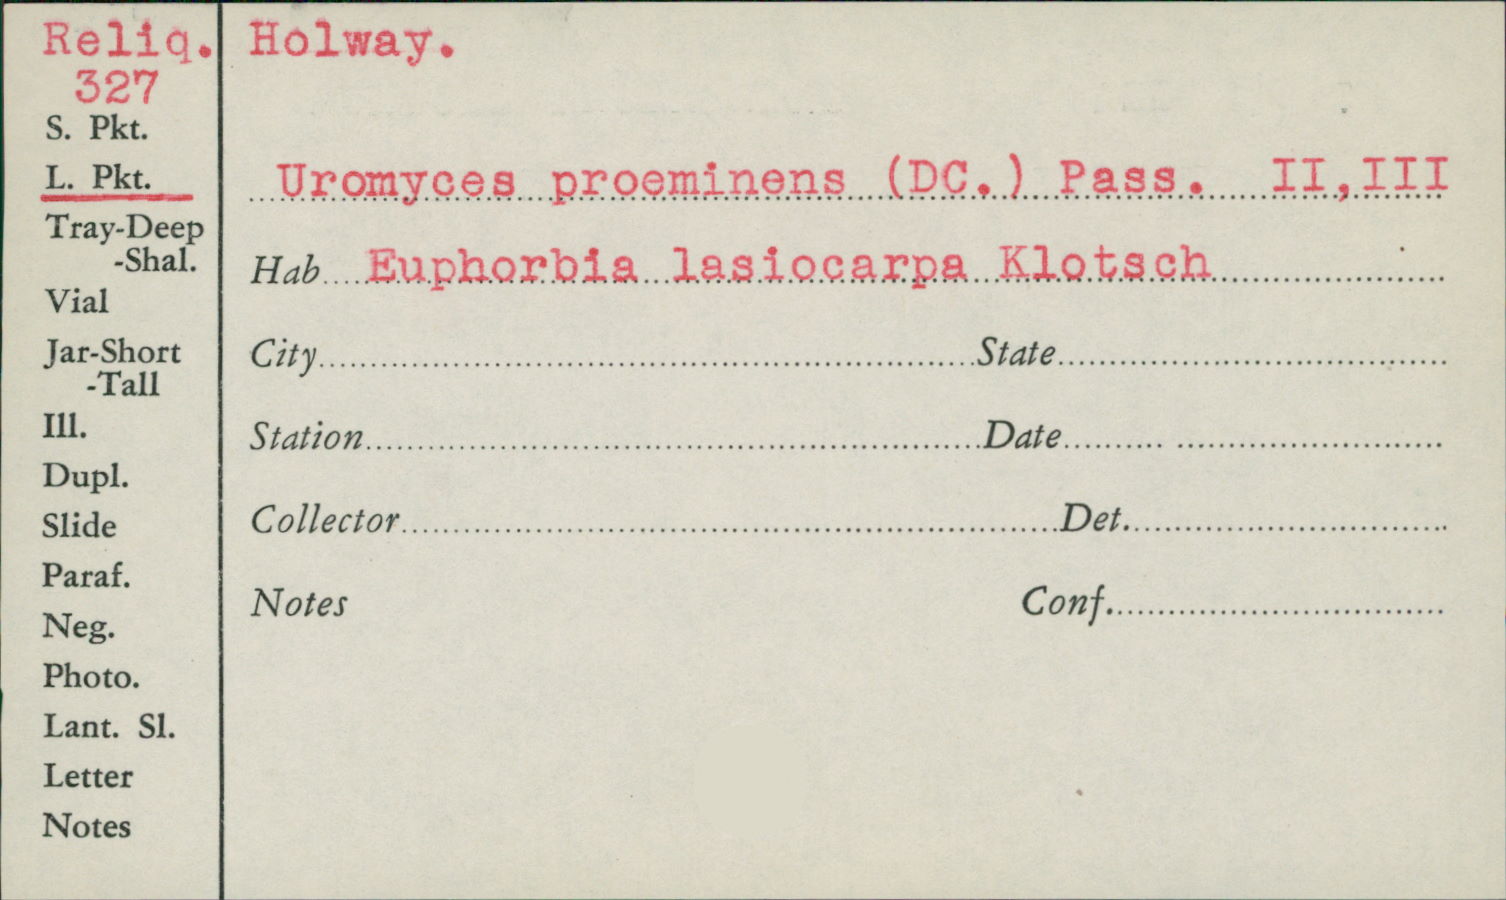 Reliq. Holway.
327
S. Pkt.
L. Pkt.
Uromyces proeminens (DC.) Pass. II,III
Tray-Deep
-Shal.
Hab Euphorbia lasiocarpa Klotsch
Vial
Jar-Short
-Tall
City State
Ill.
Station Date
Dupl.
Slide
Collector Det.
Paraf.
Neg.
Notes Conf.
Photo.
Lant. Sl.
Letter
Notes